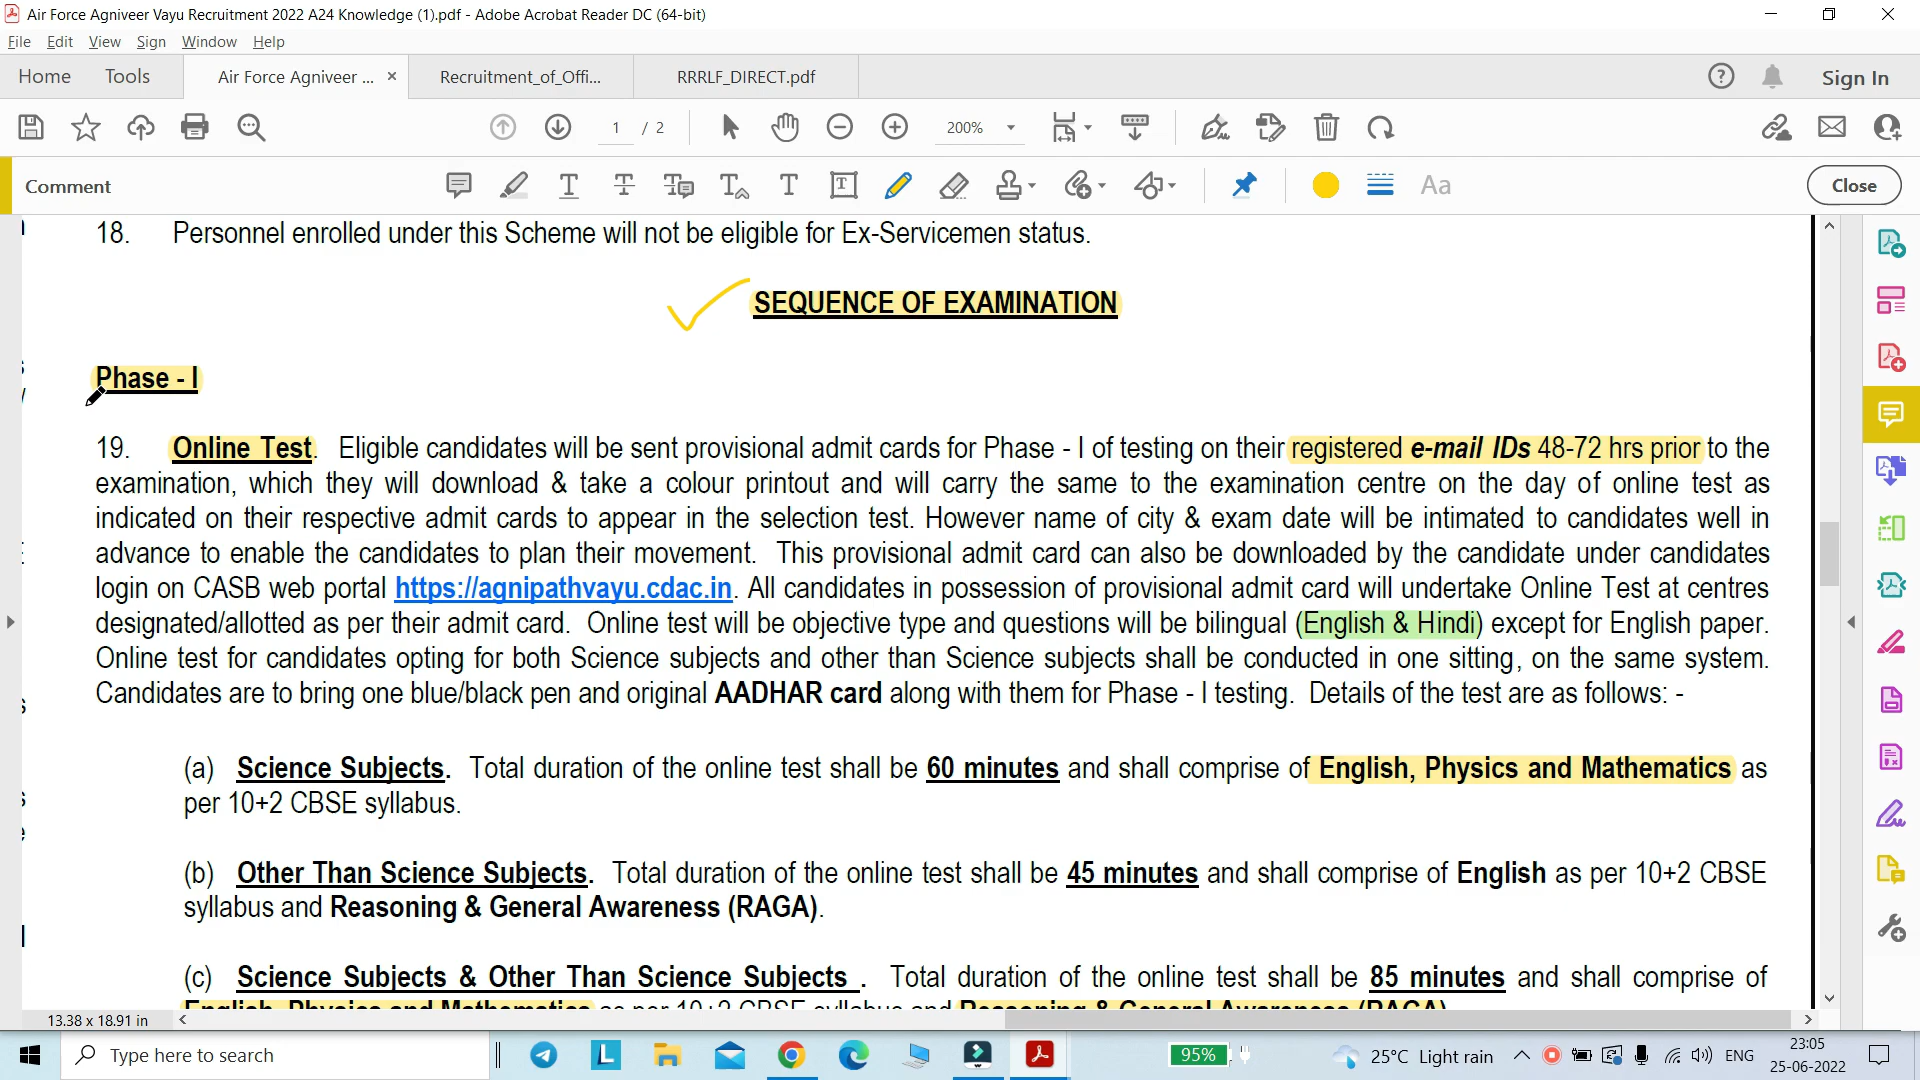 Air Force Agniveer Vayu Recruitment 2022 A24 Knowledge (1).pdf - Adobe Acrobat Reader DC (64-bit)
File Edit View Sign Window Help
Home Tools Air Force Agniveer ... × Recruitment_of_Offi... RRRLF_DIRECT.pdf Sign In
1 / 2 200%
Comment Aa Close
18. Personnel enrolled under this Scheme will not be eligible for Ex-Servicemen status.
SEQUENCE OF EXAMINATION
Phase - I
19. Online Test. Eligible candidates will be sent provisional admit cards for Phase - I of testing on their registered e-mail IDs 48-72 hrs prior to the
examination, which they will download & take a colour printout and will carry the same to the examination centre on the day of online test as
indicated on their respective admit cards to appear in the selection test. However name of city & exam date will be intimated to candidates well in
advance to enable the candidates to plan their movement. This provisional admit card can also be downloaded by the candidate under candidates
login on CASB web portal https://agnipathvayu.cdac.in. All candidates in possession of provisional admit card will undertake Online Test at centres
designated/allotted as per their admit card. Online test will be objective type and questions will be bilingual (English & Hindi) except for English paper.
Online test for candidates opting for both Science subjects and other than Science subjects shall be conducted in one sitting, on the same system.
Candidates are to bring one blue/black pen and original AADHAR card along with them for Phase - I testing. Details of the test are as follows: -
(a) Science Subjects. Total duration of the online test shall be 60 minutes and shall comprise of English, Physics and Mathematics as
per 10+2 CBSE syllabus.
(b) Other Than Science Subjects. Total duration of the online test shall be 45 minutes and shall comprise of English as per 10+2 CBSE
syllabus and Reasoning & General Awareness (RAGA).
(c) Science Subjects & Other Than Science Subjects . Total duration of the online test shall be 85 minutes and shall comprise of
English, Physics and Mathematics as per 10+2 CBSE syllabus and Reasoning & General Awareness (RAGA).
13.38 x 18.91 in
Type here to search 95% 25°C Light rain ENG 23:05
25-06-2022